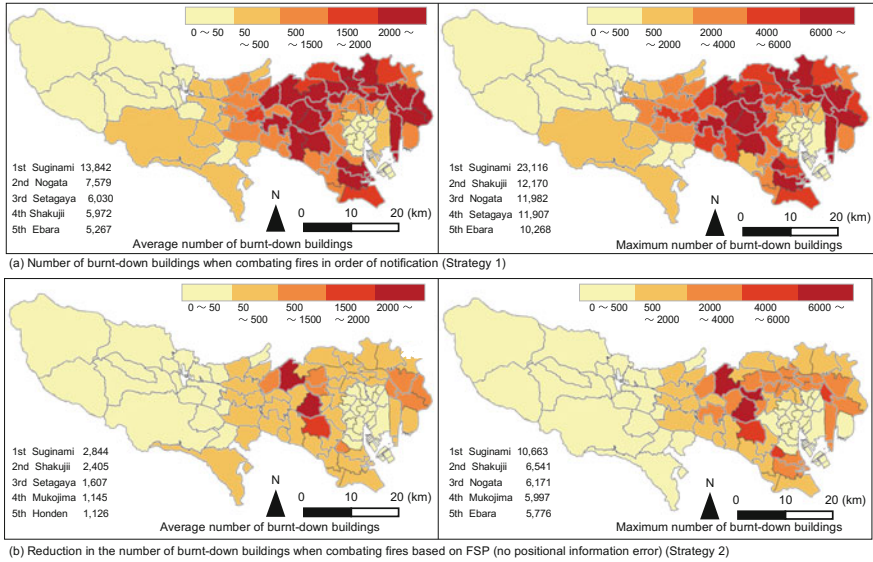 0 ~ 50 50 ~ 500 500 ~ 1500 1500 ~ 2000 2000 ~
1st Suginami 13,842
2nd Nogata 7,579
3rd Setagaya 6,030
4th Shakujii 5,972
5th Ebara 5,267
N
0 10 20 (km)
Average number of burnt-down buildings
0 ~ 500 500 ~ 2000 2000 ~ 4000 4000 ~ 6000 6000 ~
1st Suginami 23,116
2nd Shakujii 12,170
3rd Nogata 11,982
4th Setagaya 11,907
5th Ebara 10,268
N
0 10 20 (km)
Maximum number of burnt-down buildings
(a) Number of burnt-down buildings when combating fires in order of notification (Strategy 1)
0 ~ 50 50 ~ 500 500 ~ 1500 1500 ~ 2000 2000 ~
1st Suginami 2,844
2nd Shakujii 2,405
3rd Setagaya 1,607
4th Mukojima 1,145
5th Honden 1,126
N
0 10 20 (km)
Average number of burnt-down buildings
0 ~ 500 500 ~ 2000 2000 ~ 4000 4000 ~ 6000 6000 ~
1st Suginami 10,663
2nd Shakujii 6,541
3rd Nogata 6,171
4th Mukojima 5,997
5th Ebara 5,776
N
0 10 20 (km)
Maximum number of burnt-down buildings
(b) Reduction in the number of burnt-down buildings when combating fires based on FSP (no positional information error) (Strategy 2)